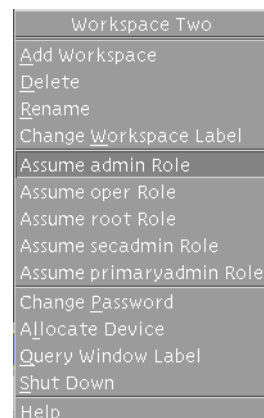 Workspace Two
Add Workspace
Delete
Rename
Change Workspace Label
Assume admin Role
Assume oper Role
Assume root Role
Assume secadmin Role
Assume primaryadmin Role
Change Password
Allocate Device
Query Window Label
Shut Down
Help